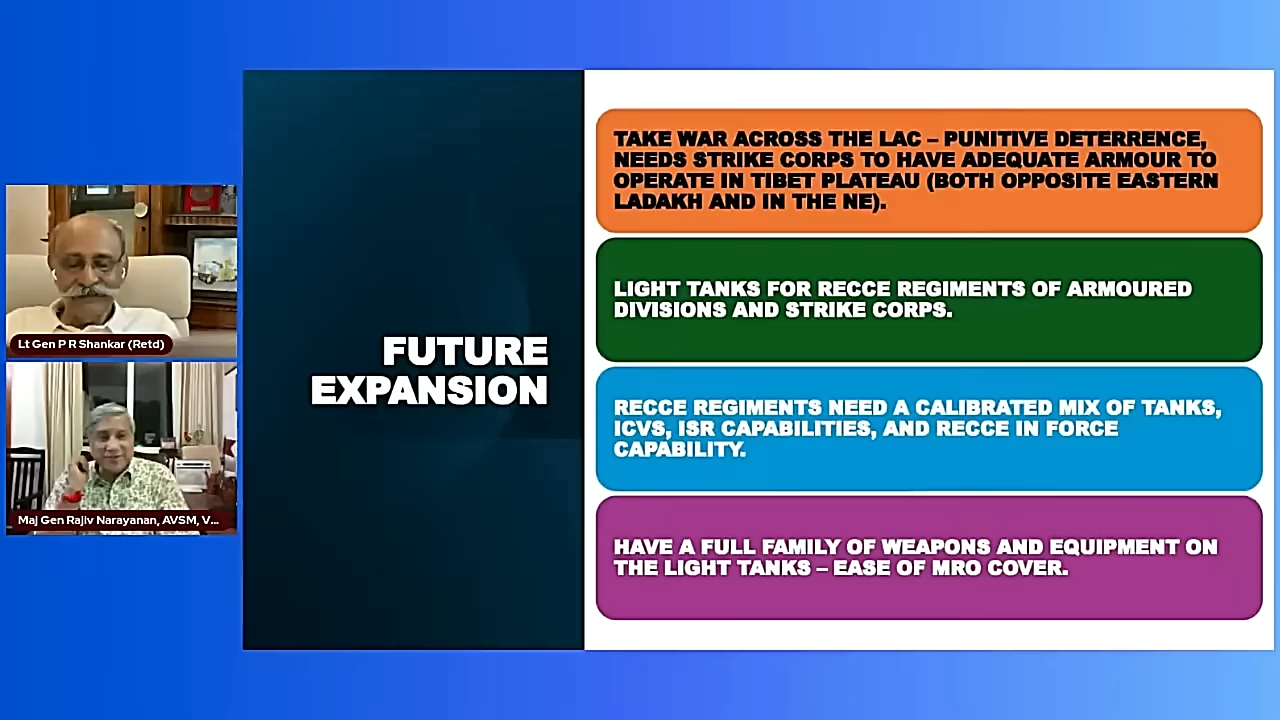 Lt Gen P R Shankar (Retd)
Maj Gen Rajiv Narayanan, AVSM, V...
FUTURE
EXPANSION
TAKE WAR ACROSS THE LAC – PUNITIVE DETERRENCE,
NEEDS STRIKE CORPS TO HAVE ADEQUATE ARMOUR TO
OPERATE IN TIBET PLATEAU (BOTH OPPOSITE EASTERN
LADAKH AND IN THE NE).
LIGHT TANKS FOR RECCE REGIMENTS OF ARMOURED
DIVISIONS AND STRIKE CORPS.
RECCE REGIMENTS NEED A CALIBRATED MIX OF TANKS,
ICVS, ISR CAPABILITIES, AND RECCE IN FORCE
CAPABILITY.
HAVE A FULL FAMILY OF WEAPONS AND EQUIPMENT ON
THE LIGHT TANKS – EASE OF MRO COVER.